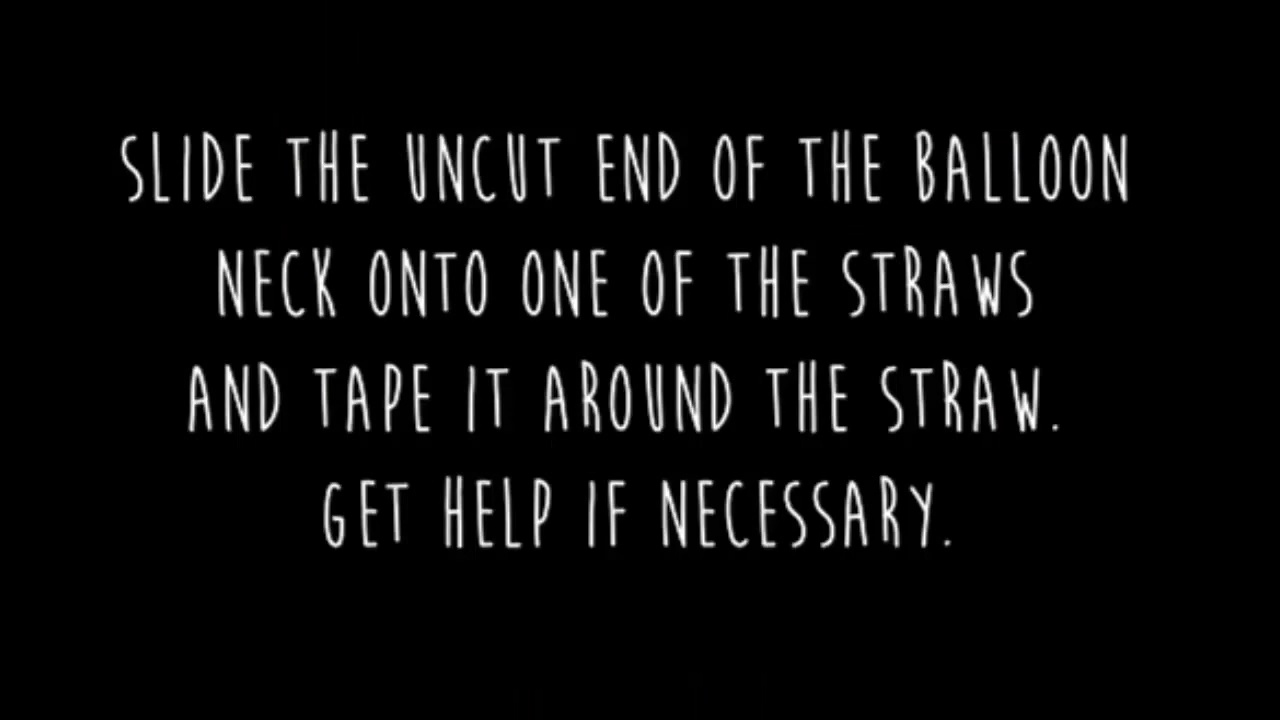 SLIDE THE UNCUT END OF THE BALLOON
NECK ONTO ONE OF THE STRAWS
AND TAPE IT AROUND THE STRAW.
GET HELP IF NECESSARY.